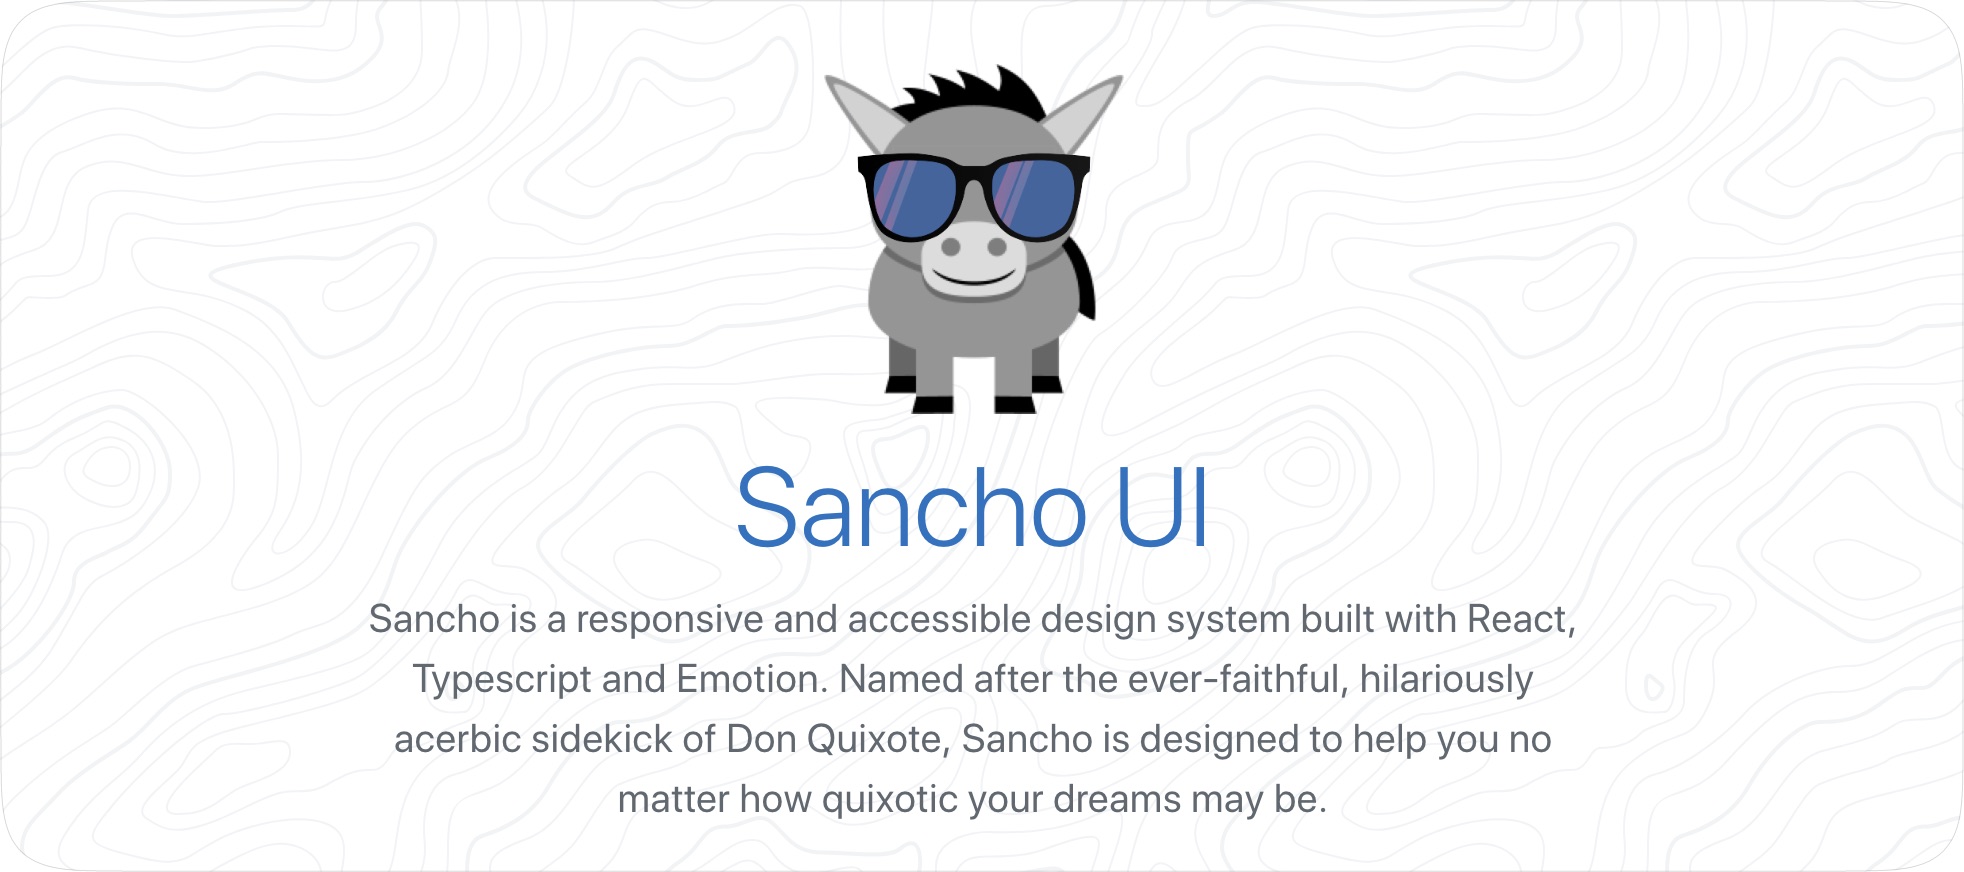 Sancho UI
Sancho is a responsive and accessible design system built with React,
Typescript and Emotion. Named after the ever-faithful, hilariously
acerbic sidekick of Don Quixote, Sancho is designed to help you no
matter how quixotic your dreams may be.